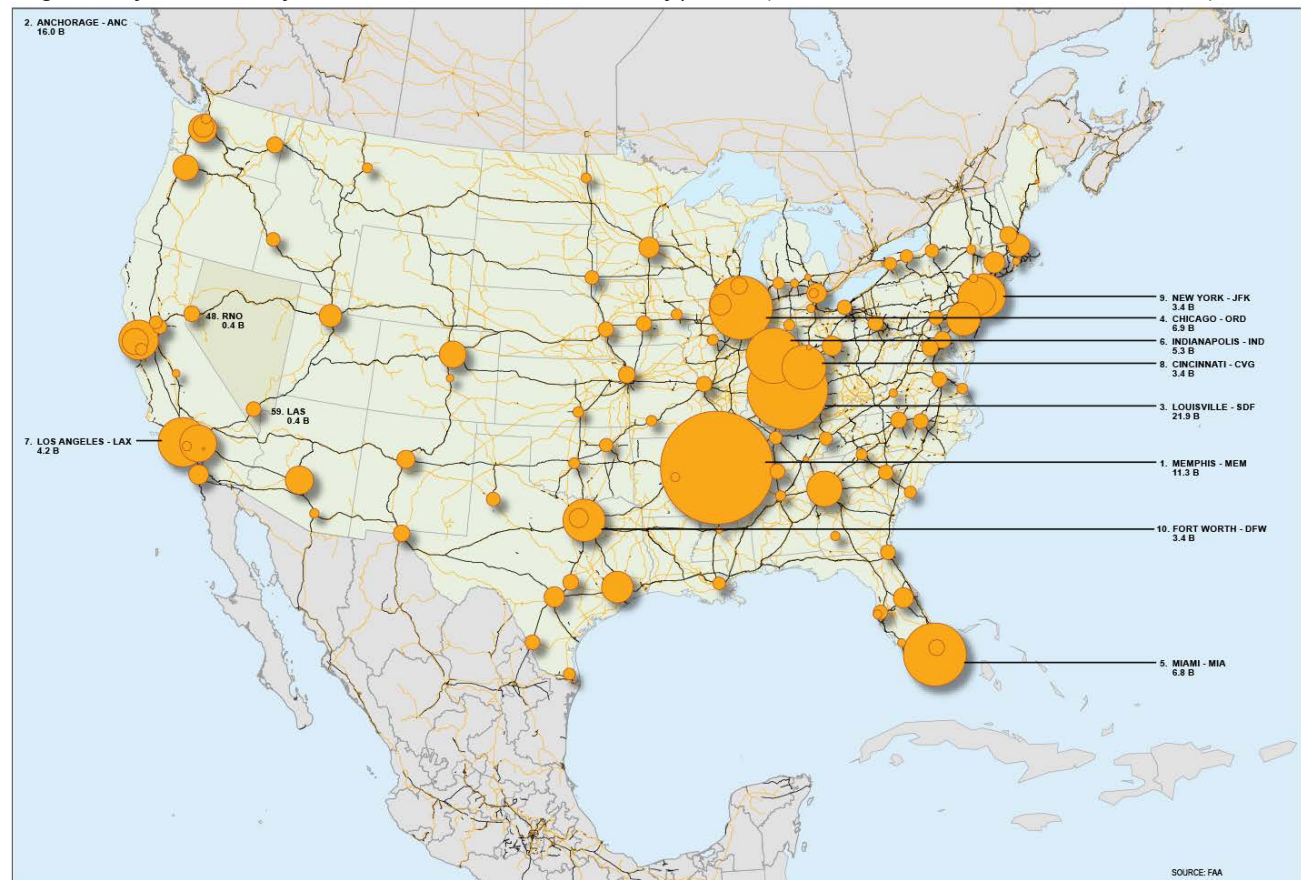 2. ANCHORAGE - ANC
16.0 B
48. RNO
0.4 B
59. LAS
0.4 B
7. LOS ANGELES - LAX
4.2 B
9. NEW YORK - JFK
3.4 B
4. CHICAGO - ORD
6.9 B
6. INDIANAPOLIS - IND
5.3 B
8. CINCINNATI - CVG
3.4 B
3. LOUISVILLE - SDF
21.9 B
1. MEMPHIS - MEM
11.3 B
10. FORT WORTH - DFW
3.4 B
5. MIAMI - MIA
6.8 B
SOURCE: FAA